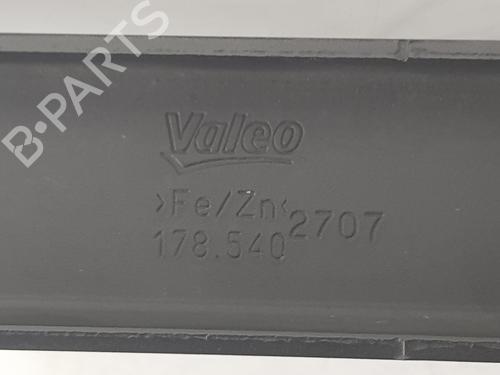 B-PARTS
Valeo
>Fe/Zn<
2707
178.540